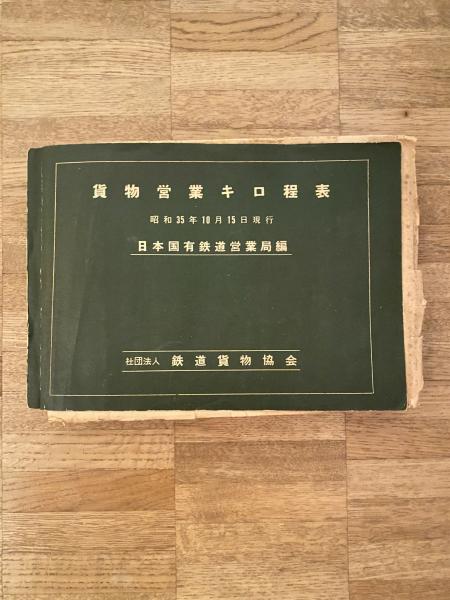 貨物営業キロ程表
昭和35年10月15日現行
日本国有鉄道営業局編
社団法人 鉄道貨物協会